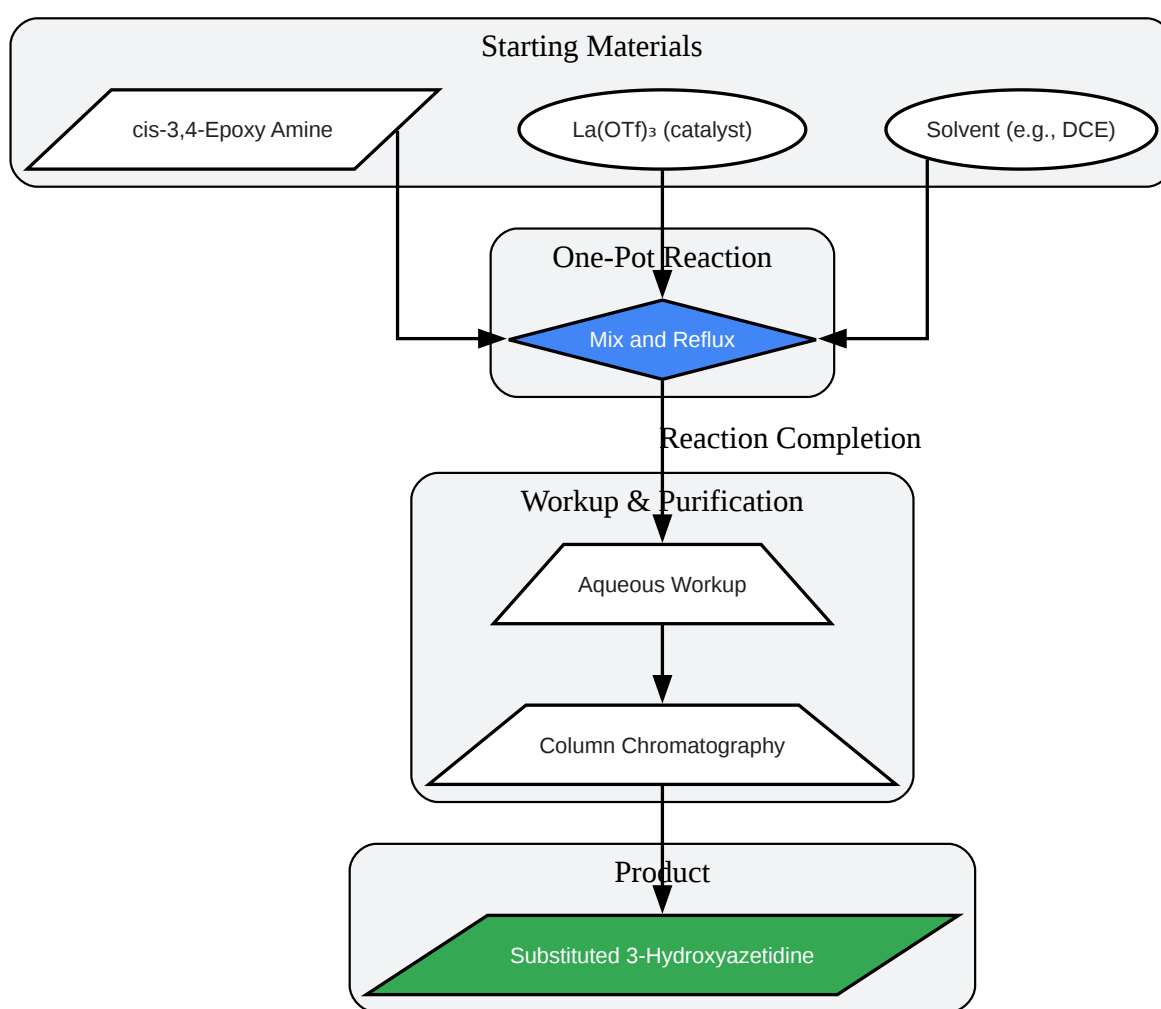 Starting Materials
cis-3,4-Epoxy Amine
La(OTf)₃ (catalyst)
Solvent (e.g., DCE)
One-Pot Reaction
Mix and Reflux
Reaction Completion
Workup & Purification
Aqueous Workup
Column Chromatography
Product
Substituted 3-Hydroxyazetidine